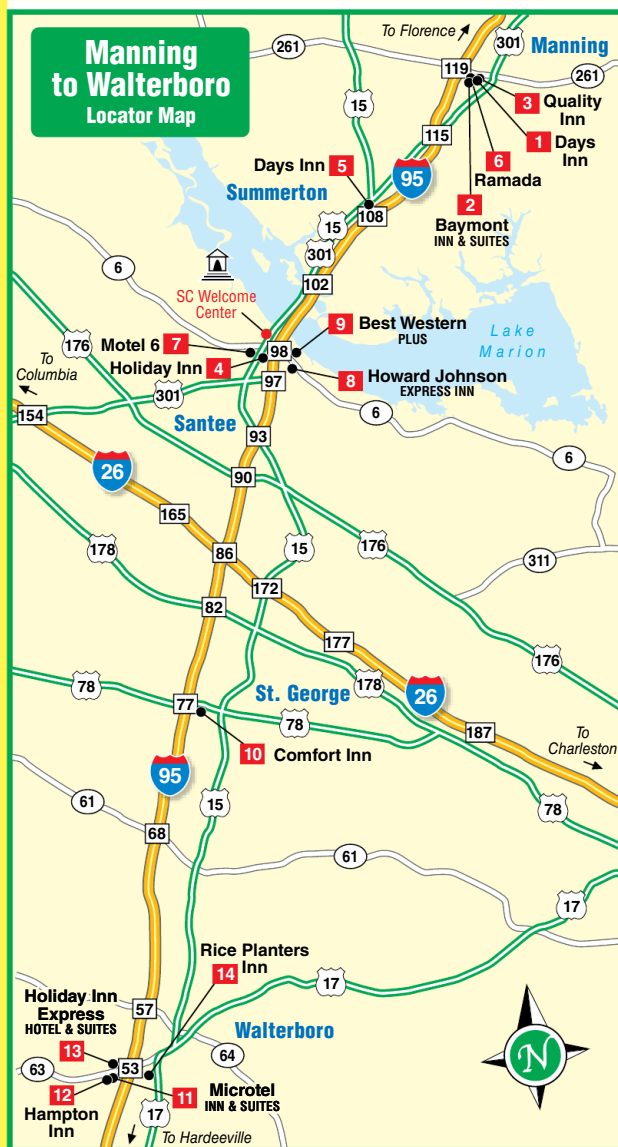 Manning
to Walterboro
Locator Map
To Florence
261
301
Manning
119
261
15
3 Quality
Inn
115
1 Days
Inn
Days Inn 5
6
Ramada
95
Summerton
2
Baymont
INN & SUITES
108
15
301
6
102
SC Welcome
Center
9 Best Western
PLUS
Lake
Marion
176
Motel 6 7
98
To
Columbia
Holiday Inn 4
97
8 Howard Johnson
EXPRESS INN
301
154
6
Santee
93
6
26
90
165
178
15
176
86
311
172
82
177
176
78
St. George
178
26
77
78
187
To
Charleston
10 Comfort Inn
95
61
15
78
68
61
17
Rice Planters
Inn
14
17
Holiday Inn
Express
HOTEL & SUITES
57
Walterboro
13
64
63
53
12
11
Microtel
INN & SUITES
Hampton
Inn
17
To Hardeeville
N